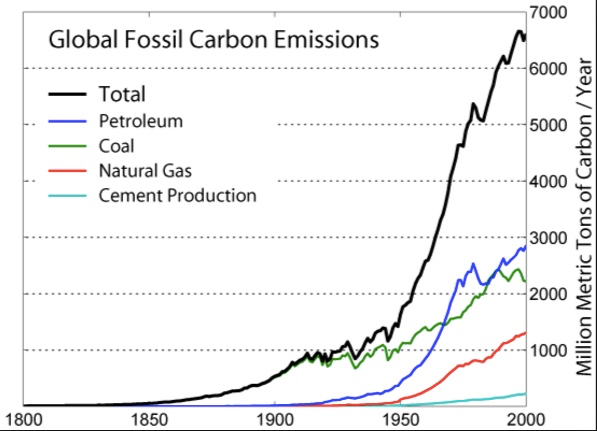 Global Fossil Carbon Emissions
Total
Petroleum
Coal
Natural Gas
Cement Production
7000
6000
5000
4000
3000
2000
1000
Million Metric Tons of Carbon / Year
1800
1850
1900
1950
2000